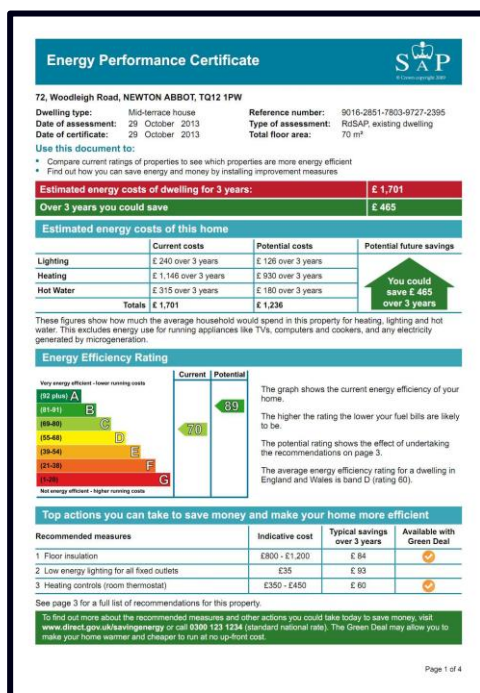 Energy Performance Certificate
SAP
© Crown copyright 2009
72, Woodleigh Road, NEWTON ABBOT, TQ12 1PW
Dwelling type: Mid-terrace house Reference number: 9016-2851-7803-9727-2395
Date of assessment: 29 October 2013 Type of assessment: RdSAP, existing dwelling
Date of certificate: 29 October 2013 Total floor area: 70 m²
Use this document to:
• Compare current ratings of properties to see which properties are more energy efficient
• Find out how you can save energy and money by installing improvement measures
Estimated energy costs of dwelling for 3 years: £ 1,701
Over 3 years you could save £ 465
Estimated energy costs of this home
Current costs Potential costs Potential future savings
Lighting £ 240 over 3 years £ 126 over 3 years
Heating £ 1,146 over 3 years £ 930 over 3 years
Hot Water £ 315 over 3 years £ 180 over 3 years
Totals £ 1,701 £ 1,236
You could
save £ 465
over 3 years
These figures show how much the average household would spend in this property for heating, lighting and hot
water. This excludes energy use for running appliances like TVs, computers and cookers, and any electricity
generated by microgeneration.
Energy Efficiency Rating
Current Potential
Very energy efficient - lower running costs
(92 plus) A
(81-91) B
(69-80) C
(55-68) D
(39-54) E
(21-38) F
(1-20) G
Not energy efficient - higher running costs
70
89
The graph shows the current energy efficiency of your
home.
The higher the rating the lower your fuel bills are likely
to be.
The potential rating shows the effect of undertaking
the recommendations on page 3.
The average energy efficiency rating for a dwelling in
England and Wales is band D (rating 60).
Top actions you can take to save money and make your home more efficient
Recommended measures Indicative cost Typical savings over 3 years Available with Green Deal
1 Floor insulation £800 - £1,200 £ 84
2 Low energy lighting for all fixed outlets £35 £ 93
3 Heating controls (room thermostat) £350 - £450 £ 60
See page 3 for a full list of recommendations for this property.
To find out more about the recommended measures and other actions you could take today to save money, visit
www.direct.gov.uk/savingenergy or call 0300 123 1234 (standard national rate). The Green Deal may allow you to
make your home warmer and cheaper to run at no up-front cost.
Page 1 of 4